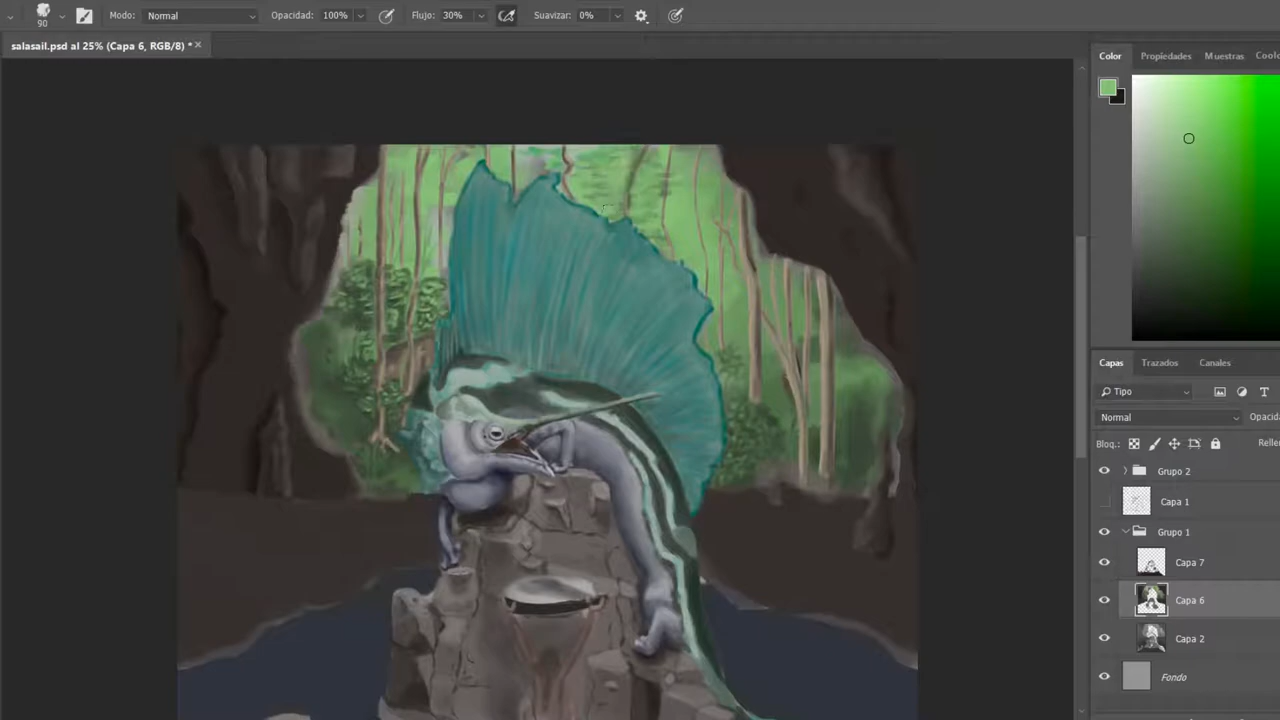 90 Modo: Normal Opacidad: 100% Flujo: 30% Suavizar: 0%
salasail.psd al 25% (Capa 6, RGB/8) *
Color Propiedades Muestras
Capas Trazados Canales
Tipo
Normal
Bloq.:
Grupo 2
Capa 1
Grupo 1
Capa 7
Capa 6
Capa 2
Fondo